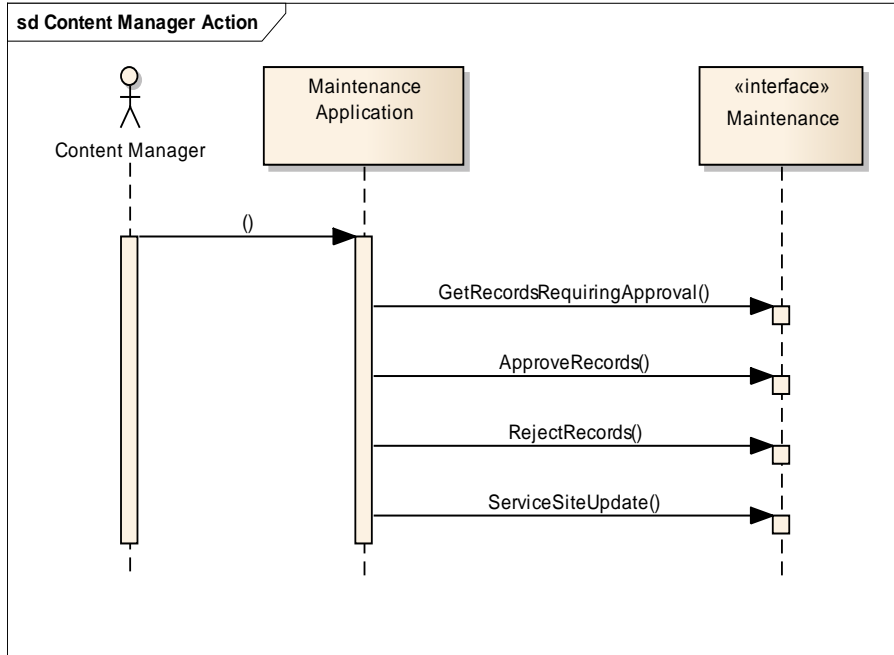 sd Content Manager Action
Content Manager
Maintenance
Application
«interface»
Maintenance
()
GetRecordsRequiringApproval()
ApproveRecords()
RejectRecords()
ServiceSiteUpdate()